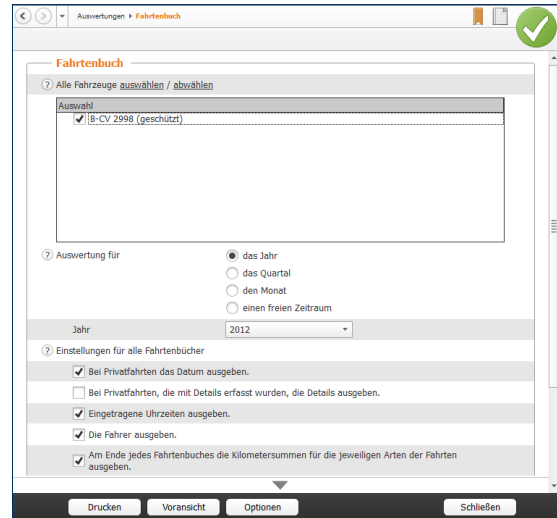 Auswertungen ▸ Fahrtenbuch
Fahrtenbuch
? Alle Fahrzeuge auswählen / abwählen
Auswahl
B-CV 2998 (geschützt)
? Auswertung für
das Jahr
das Quartal
den Monat
einen freien Zeitraum
Jahr
2012
? Einstellungen für alle Fahrtenbücher
Bei Privatfahrten das Datum ausgeben.
Bei Privatfahrten, die mit Details erfasst wurden, die Details ausgeben.
Eingetragene Uhrzeiten ausgeben.
Die Fahrer ausgeben.
Am Ende jedes Fahrtenbuches die Kilometersummen für die jeweiligen Arten der Fahrten
ausgeben.
Drucken Voransicht Optionen Schließen